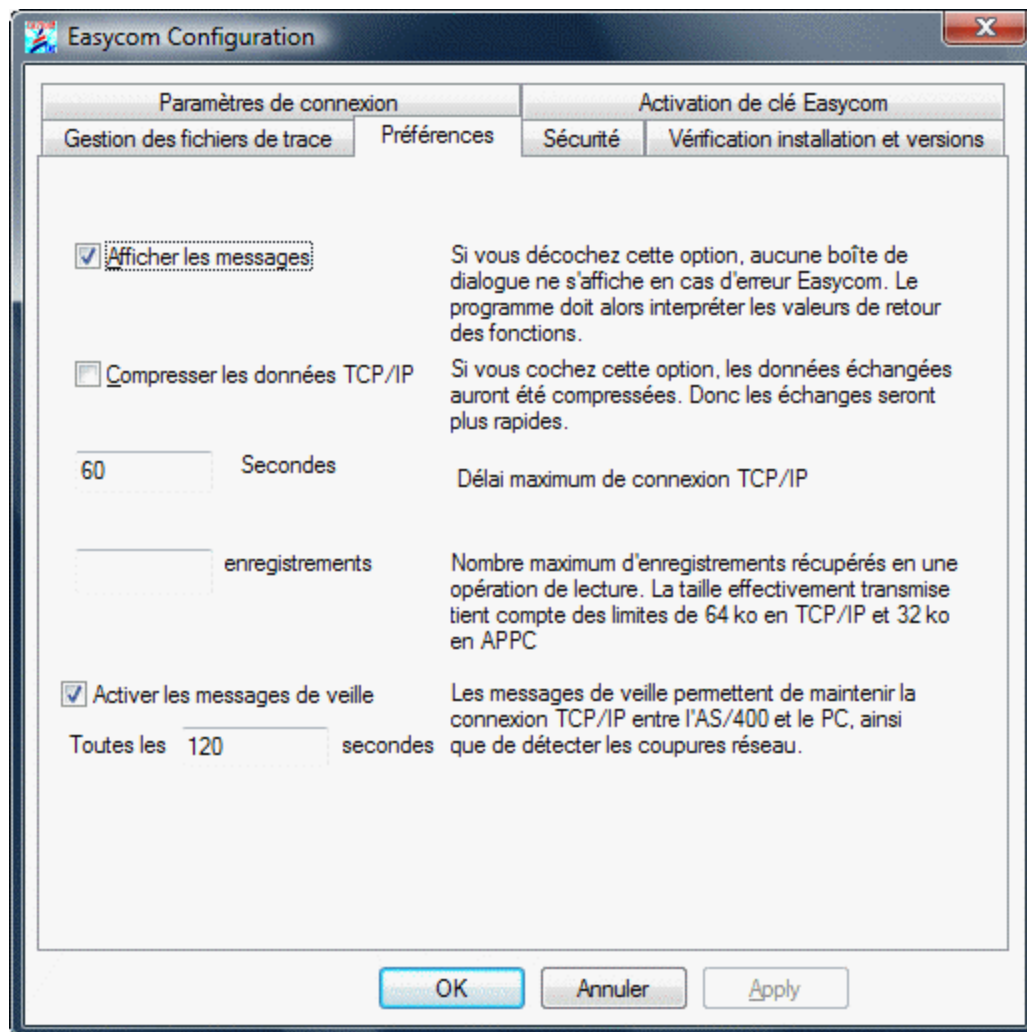 Easycom Configuration
Paramètres de connexion
Activation de clé Easycom
Gestion des fichiers de trace
Préférences
Sécurité
Vérification installation et versions
Afficher les messages
Si vous décochez cette option, aucune boîte de
dialogue ne s'affiche en cas d'erreur Easycom. Le
programme doit alors interpréter les valeurs de retour
des fonctions.
Compresser les données TCP/IP
Si vous cochez cette option, les données échangées
auront été compressées. Donc les échanges seront
plus rapides.
60 Secondes
Délai maximum de connexion TCP/IP
enregistrements
Nombre maximum d'enregistrements récupérés en une
opération de lecture. La taille effectivement transmise
tient compte des limites de 64 ko en TCP/IP et 32 ko
en APPC
Activer les messages de veille
Toutes les 120 secondes
Les messages de veille permettent de maintenir la
connexion TCP/IP entre l'AS/400 et le PC, ainsi
que de détecter les coupures réseau.
OK
Annuler
Apply